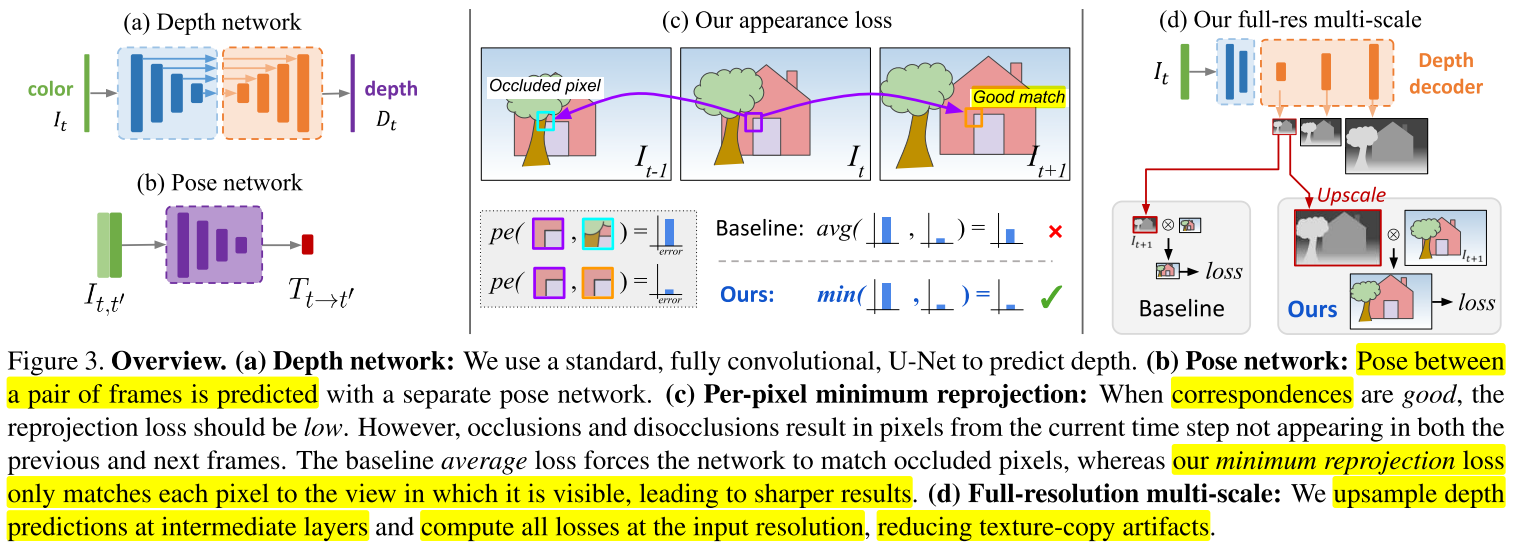 (a) Depth network
color
I_t
depth
D_t
(b) Pose network
I_{t,t′}
T_{t→t′}
(c) Our appearance loss
Occluded pixel
I_{t-1}
I_t
Good match
I_{t+1}
pe( , ) =
error
pe( , ) =
error
Baseline: avg( , ) = ×
Ours: min( , ) = ✓
(d) Our full-res multi-scale
I_t
Depth
decoder
Upscale
I_{t+1}
⊗
loss
Baseline
⊗
I_{t+1}
Ours
loss
Figure 3. Overview. (a) Depth network: We use a standard, fully convolutional, U-Net to predict depth. (b) Pose network: Pose between
a pair of frames is predicted with a separate pose network. (c) Per-pixel minimum reprojection: When correspondences are good, the
reprojection loss should be low. However, occlusions and disocclusions result in pixels from the current time step not appearing in both the
previous and next frames. The baseline average loss forces the network to match occluded pixels, whereas our minimum reprojection loss
only matches each pixel to the view in which it is visible, leading to sharper results. (d) Full-resolution multi-scale: We upsample depth
predictions at intermediate layers and compute all losses at the input resolution, reducing texture-copy artifacts.